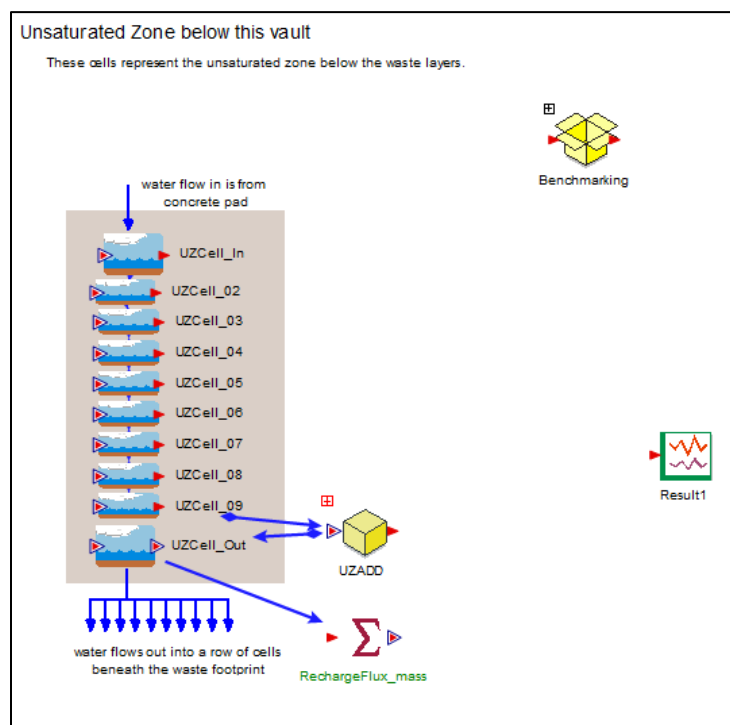 Unsaturated Zone below this vault
These cells represent the unsaturated zone below the waste layers.
Benchmarking
water flow in is from
concrete pad
UZCell_In
UZCell_02
UZCell_03
UZCell_04
UZCell_05
UZCell_06
UZCell_07
UZCell_08
UZCell_09
UZCell_Out
Result1
UZADD
water flows out into a row of cells
beneath the waste footprint
RechargeFlux_mass